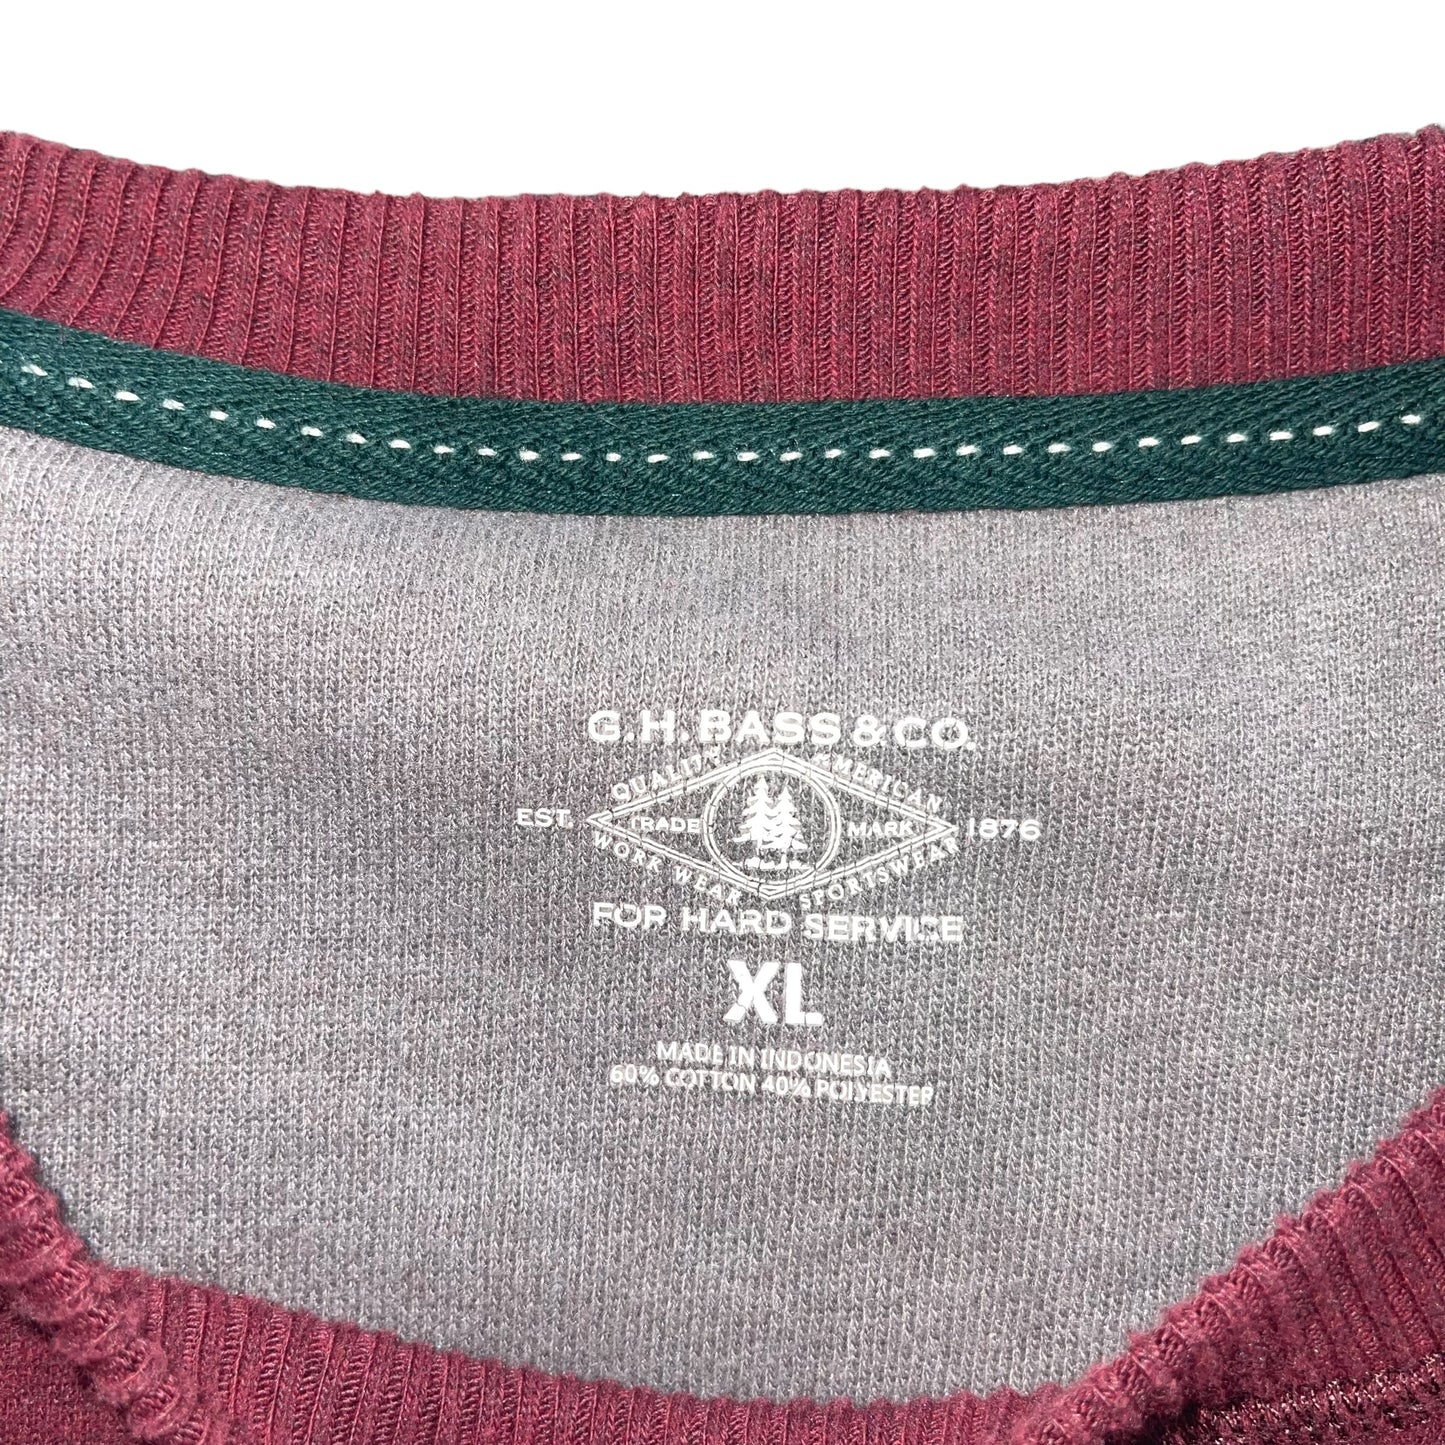 G.H. BASS & CO.
QUALITY AMERICAN
EST. TRADE MARK 1876
WORK WEAR SPORTSWEAR
FOR HARD SERVICE
XL
MADE IN INDONESIA
60% COTTON 40% POLYESTER